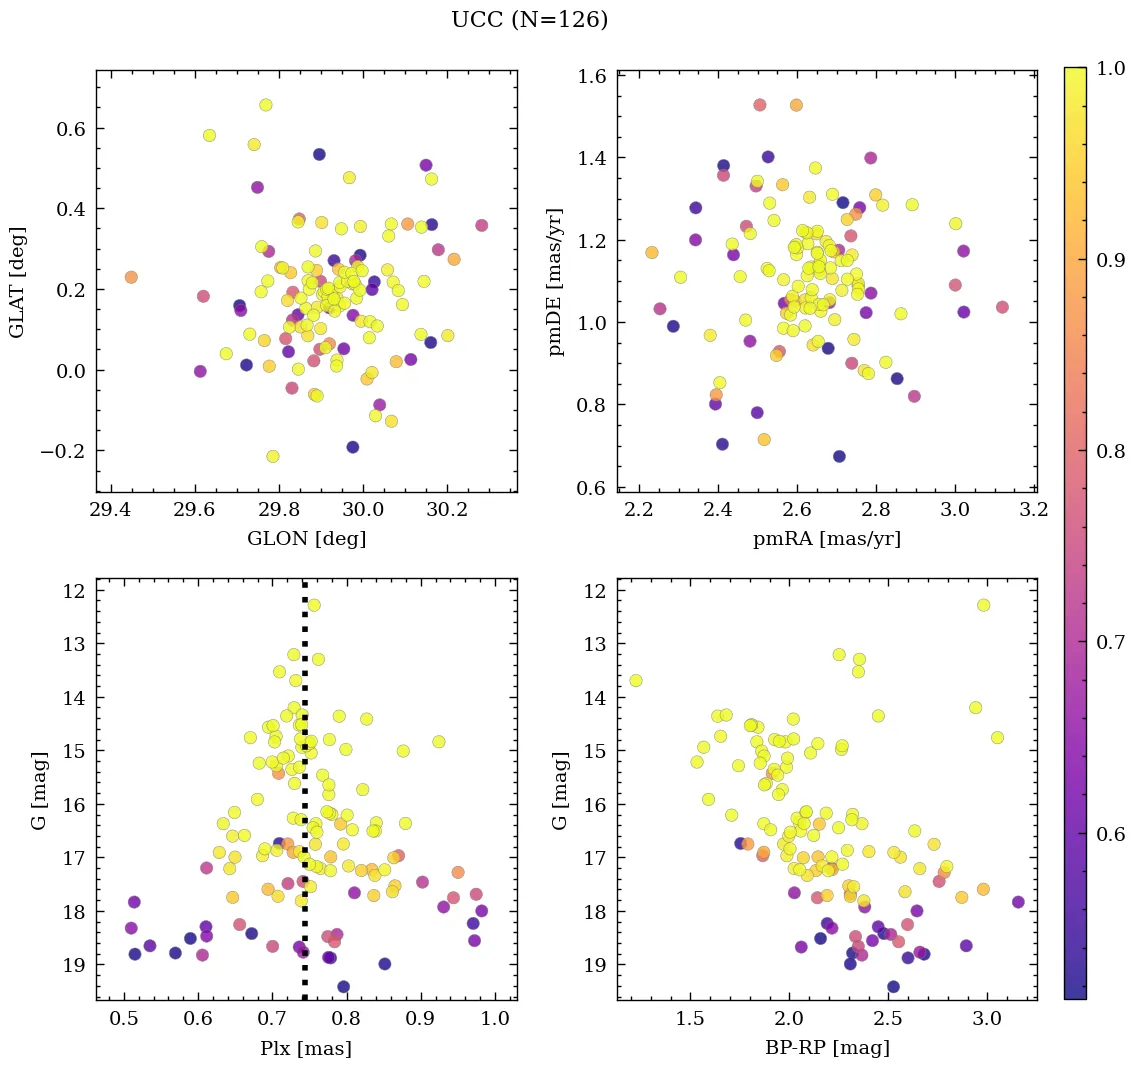 UCC (N=126)
0.6
0.4
0.2
0.0
−0.2
GLAT [deg]
29.4 29.6 29.8 30.0 30.2
GLON [deg]
1.6
1.4
1.2
1.0
0.8
0.6
pmDE [mas/yr]
2.2 2.4 2.6 2.8 3.0 3.2
pmRA [mas/yr]
1.0
0.9
0.8
0.7
0.6
12
13
14
15
16
17
18
19
G [mag]
0.5 0.6 0.7 0.8 0.9 1.0
Plx [mas]
12
13
14
15
16
17
18
19
G [mag]
1.5 2.0 2.5 3.0
BP-RP [mag]